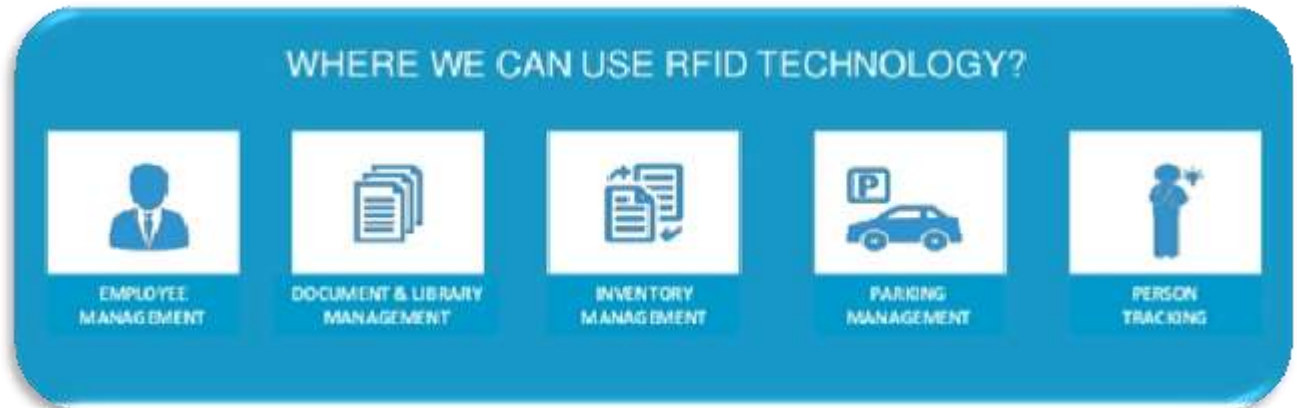 WHERE WE CAN USE RFID TECHNOLOGY?
P
EMPLOYEE
MANAGEMENT
DOCUMENT & LIBRARY
MANAGEMENT
INVENTORY
MANAGEMENT
PARKING
MANAGEMENT
PERSON
TRACKING